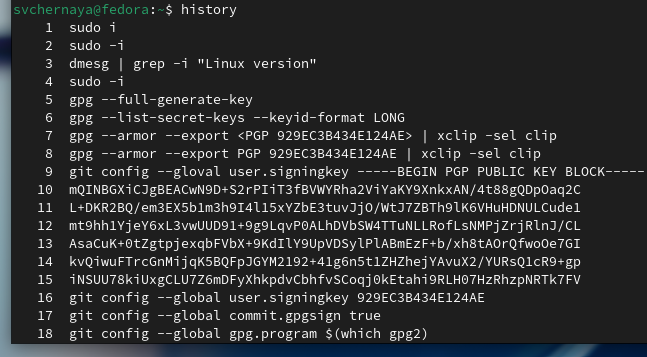 svchernaya@fedora:~$ history
1 sudo i
2 sudo -i
3 dmesg | grep -i "Linux version"
4 sudo -i
5 gpg --full-generate-key
6 gpg --list-secret-keys --keyid-format LONG
7 gpg --armor --export <PGP 929EC3B434E124AE> | xclip -sel clip
8 gpg --armor --export PGP 929EC3B434E124AE | xclip -sel clip
9 git config --gloval user.signingkey -----BEGIN PGP PUBLIC KEY BLOCK-----
10 mQINBGXiCJgBEACwN9D+S2rPIiT3fBVWYRha2ViYaKY9XnkxAN/4t88gQDpOaq2C
11 L+DKR2BQ/em3EX5b1m3h9I4l15xYZbE3tuvJjO/WtJ7ZBTh9lK6VHuHDNULCude1
12 mt9hh1YjeY6xL3vwUUD91+9g9LqvP0ALhDVbSW4TTuNLLRofLsNMPjZrjRlnJ/CL
13 AsaCuK+0tZgtpjexqbFVbX+9KdIlY9UpVDSylPlABmEzF+b/xh8tAOrQfwoOe7GI
14 kvQiwuFTrcGnMijqK5BQFpJGYM2192+41g6n5t1ZHZhejYAvuX2/YURsQ1cR9+gp
15 iNSUU78kiUxgCLU7Z6mDFyXhkpdvCbhfvSCoqj0kEtahi9RLH07HzRhzpNRTk7FV
16 git config --global user.signingkey 929EC3B434E124AE
17 git config --global commit.gpgsign true
18 git config --global gpg.program $(which gpg2)